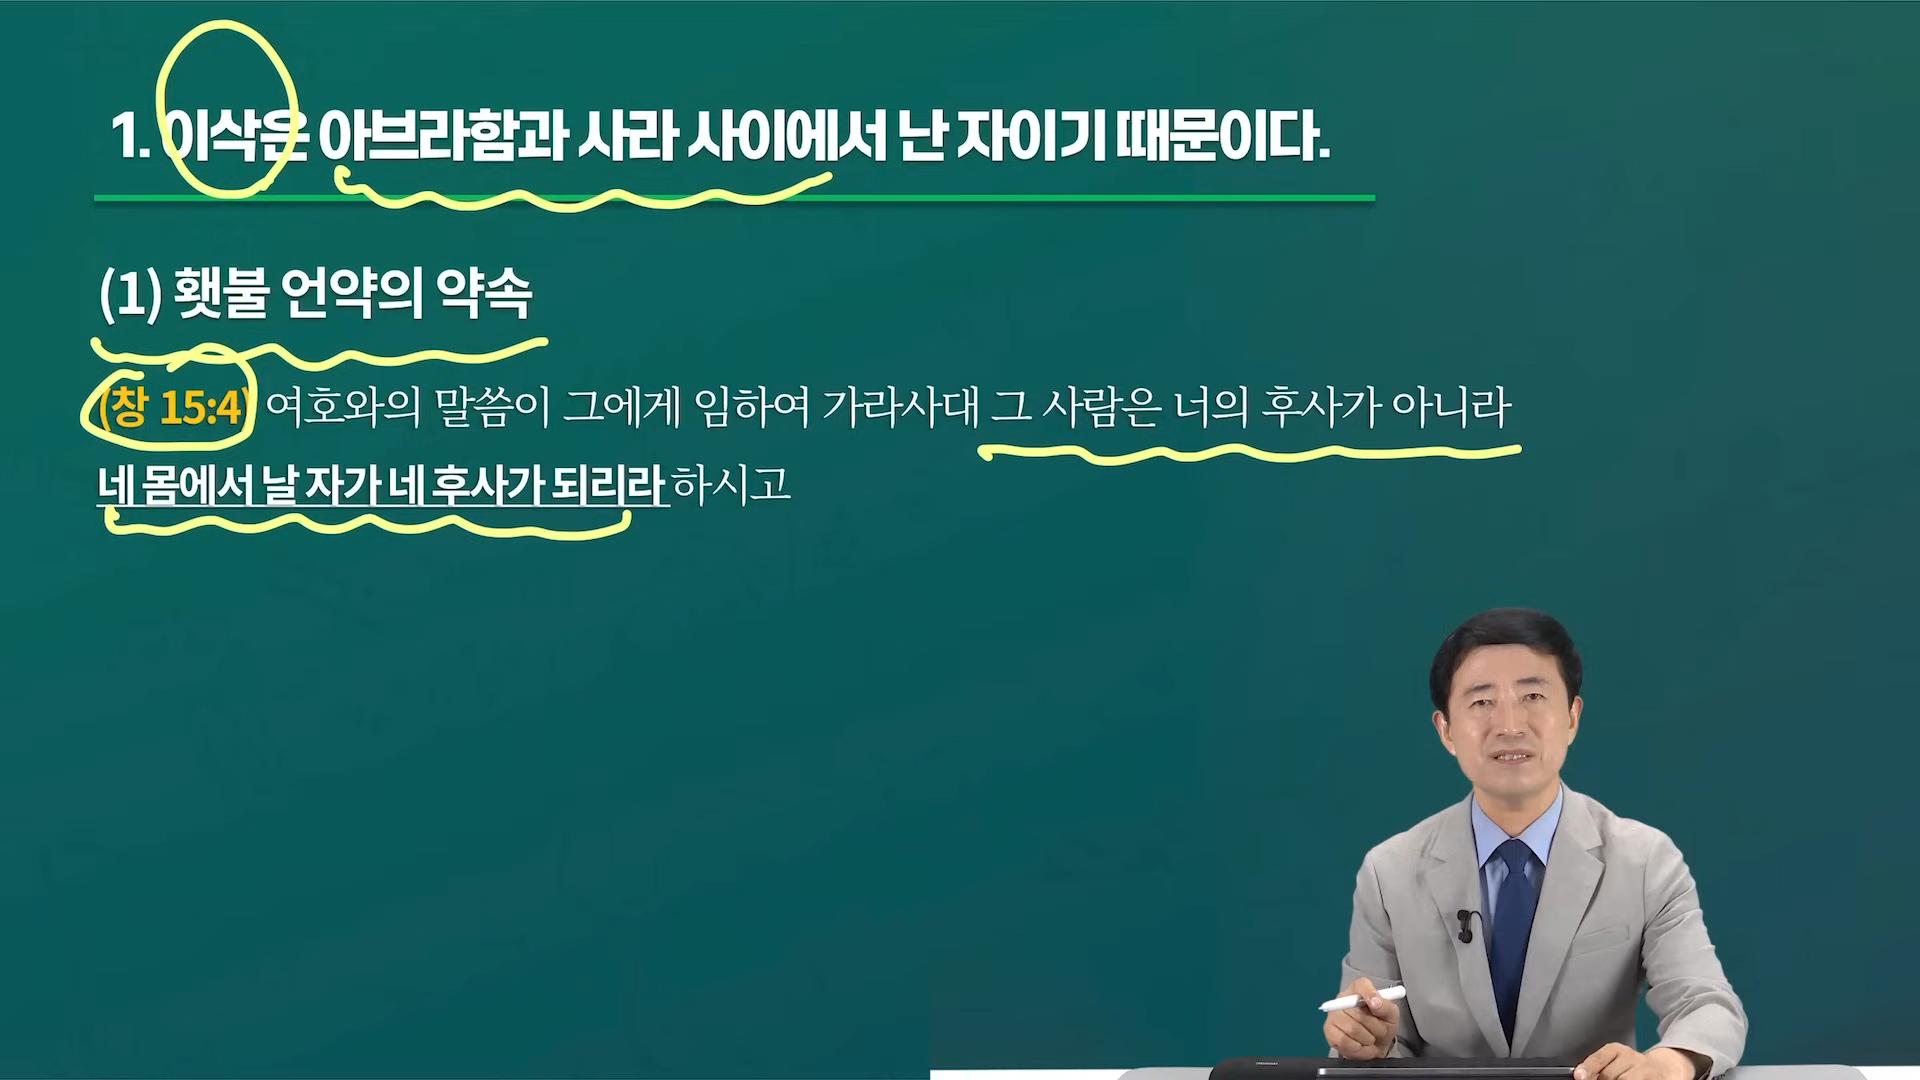 1. 이삭은 아브라함과 사라 사이에서 난 자이기 때문이다.
(1) 횃불 언약의 약속
(창 15:4) 여호와의 말씀이 그에게 임하여 가라사대 그 사람은 너의 후사가 아니라
네 몸에서 날 자가 네 후사가 되리라 하시고